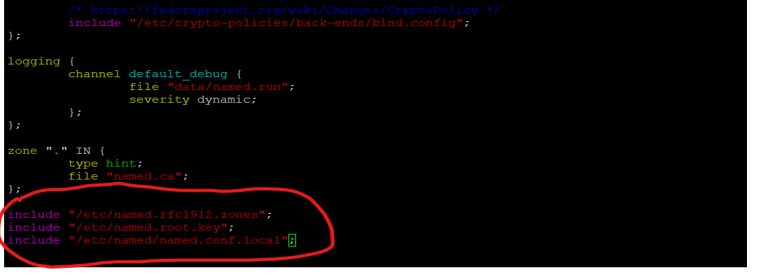 /* https://fedoraproject.org/wiki/Changes/CryptoPolicy */
include "/etc/crypto-policies/back-ends/bind.config";
};
logging {
channel default_debug {
file "data/named.run";
severity dynamic;
};
};
zone "." IN {
type hint;
file "named.ca";
};
include "/etc/named.rfc1912.zones";
include "/etc/named.root.key";
include "/etc/named/named.conf.local";